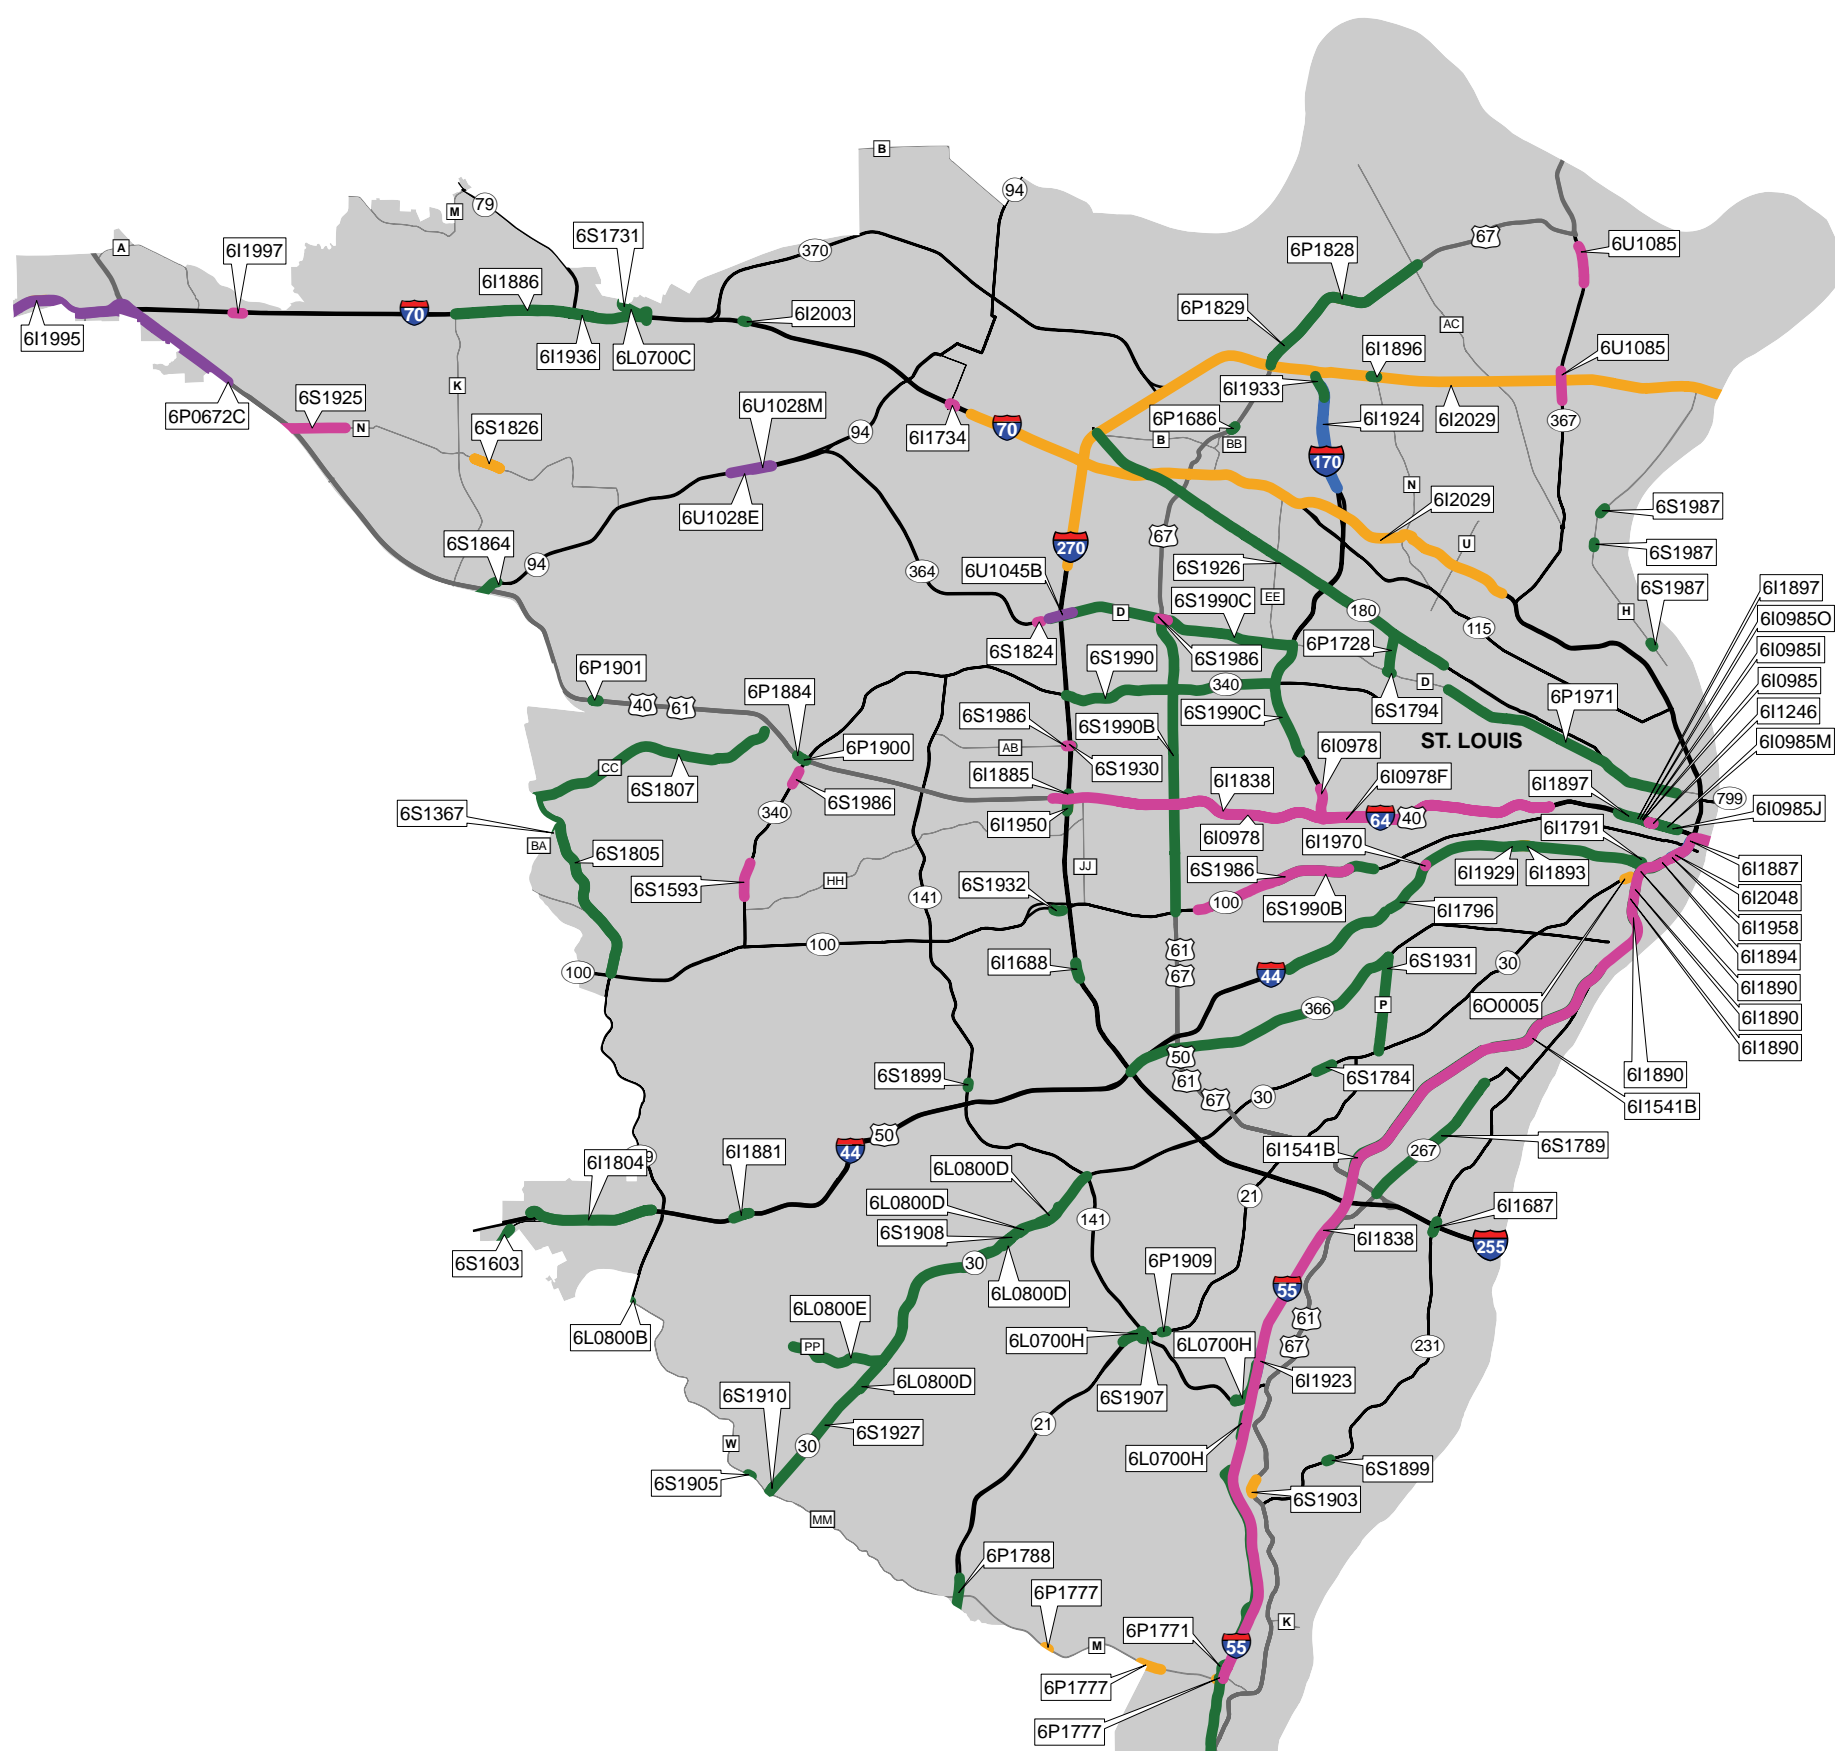 B
94
79
M
67
6S1731
6P1828
6U1085
A
6I1997
370
6I1886
6P1829
70
6I2003
AC
6I1995
6I1936
6L0700C
6I1896
6U1085
K
6I1933
6P0672C
6S1925
6U1028M
6P1686
6I1924
6I2029
367
N
6S1826
94
6I1734
70
B
BB
170
N
6U1028E
6I2029
6S1987
67
270
U
6S1864
6S1987
94
364
6U1045B
6S1926
6S1987
6I1897
EE
6S1990C
180
D
H
6I0985O
115
6S1824
6S1990
6S1986
6P1728
6I0985I
6P1901
6P1884
340
D
6I0985
40
61
6S1986
6S1990B
6S1990C
6S1794
6P1971
6I1246
AB
6P1900
ST. LOUIS
6I0985M
CC
6S1930
6I0978
6I1885
6I1838
6I0978F
6S1807
6S1986
6I1897
799
6S1367
340
6I1950
64
40
6I0985J
BA
6I0978
6I1791
6S1805
6I1970
JJ
6S1986
6I1929
6I1893
6I1887
HH
6S1593
6S1932
141
100
6S1990B
6I2048
6I1796
6I1958
100
61
6I1894
100
6I1688
67
44
6S1931
30
6I1890
366
P
6O0005
6I1890
6I1890
50
6S1899
61
6S1784
6I1890
67
30
6I1541B
50
44
6I1541B
267
6S1789
6I1804
6I1881
6L0800D
21
6L0800D
6I1687
141
6S1908
6I1838
255
6S1603
30
6P1909
6L0800D
55
6L0800E
61
6L0800B
6L0700H
6L0700H
67
231
PP
6L0800D
6I1923
6S1910
6S1907
21
6S1927
W
30
6L0700H
6S1905
6S1899
6S1903
MM
6P1788
6P1777
K
6P1771
M
55
6P1777
6P1777